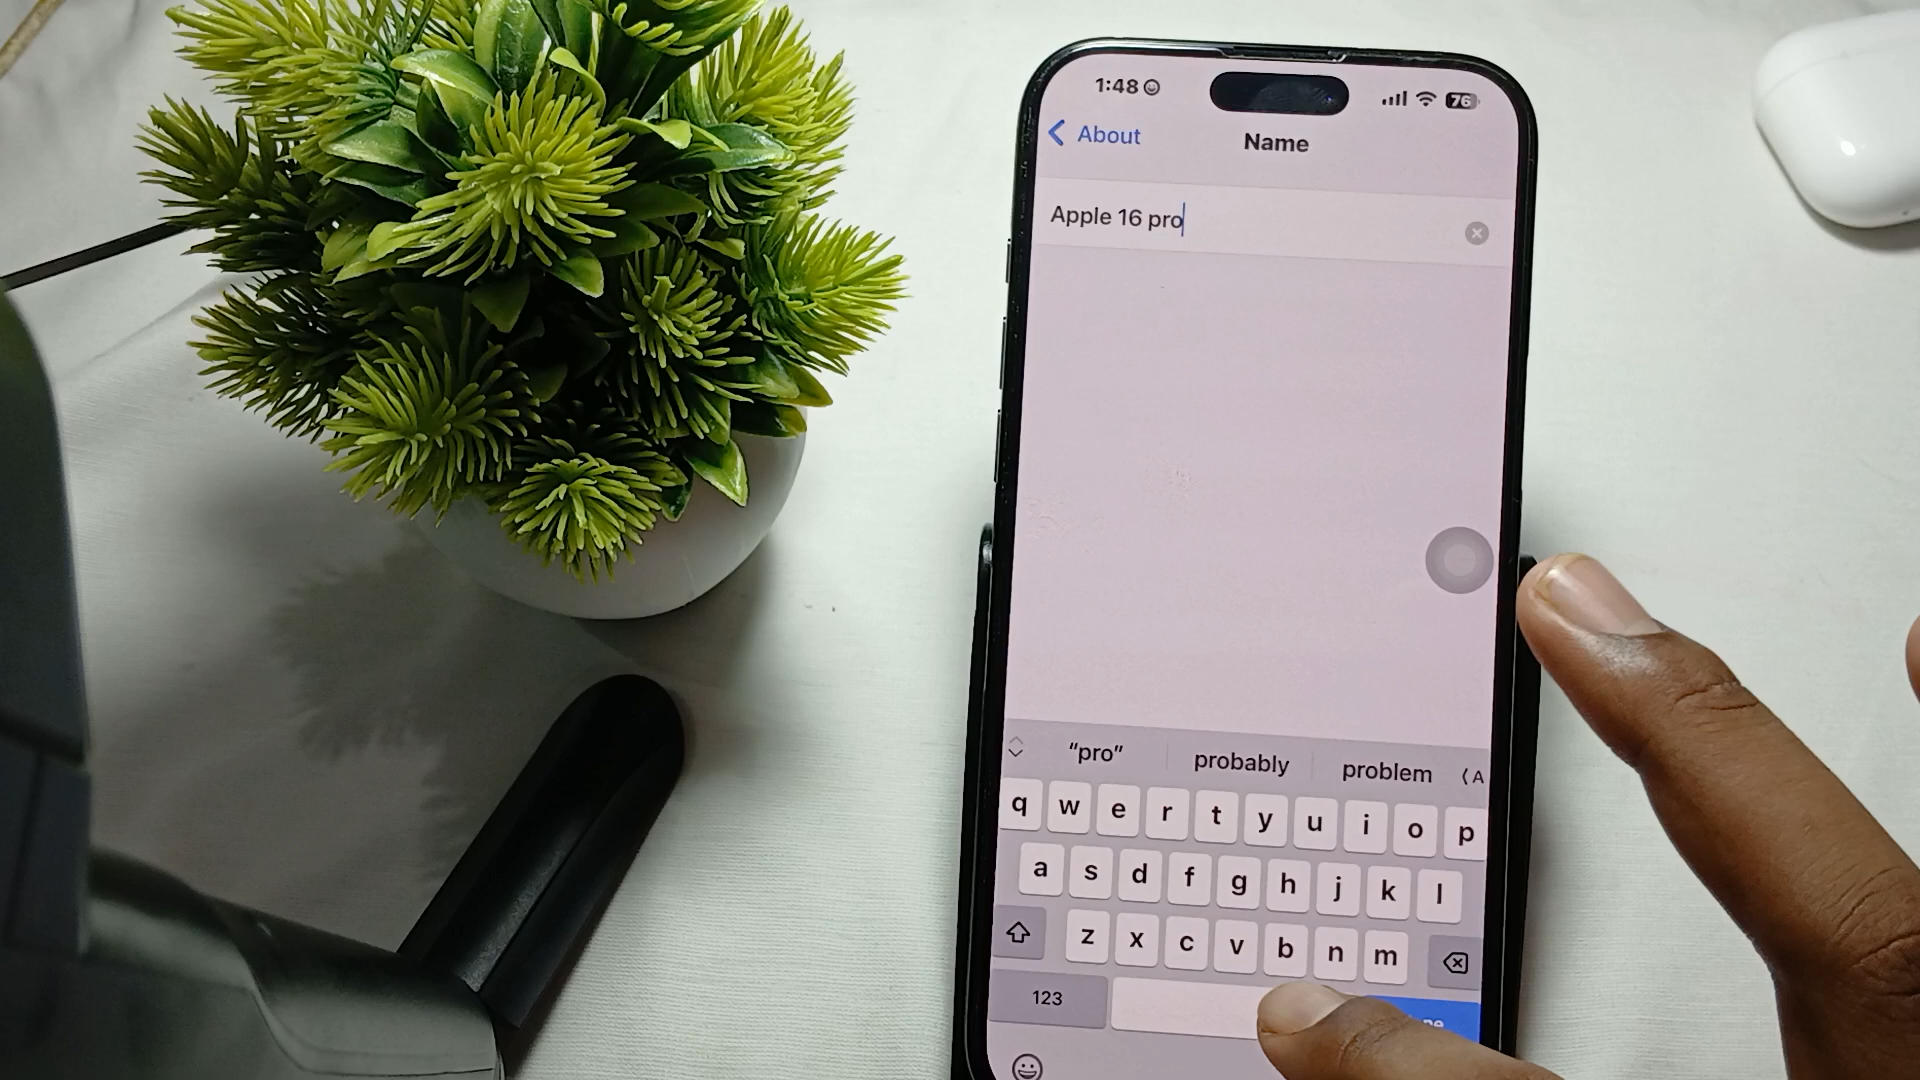 1:48
76
About
Name
Apple 16 pro
“pro” probably problem
q w e r t y u i o p
a s d f g h j k l
z x c v b n m
123